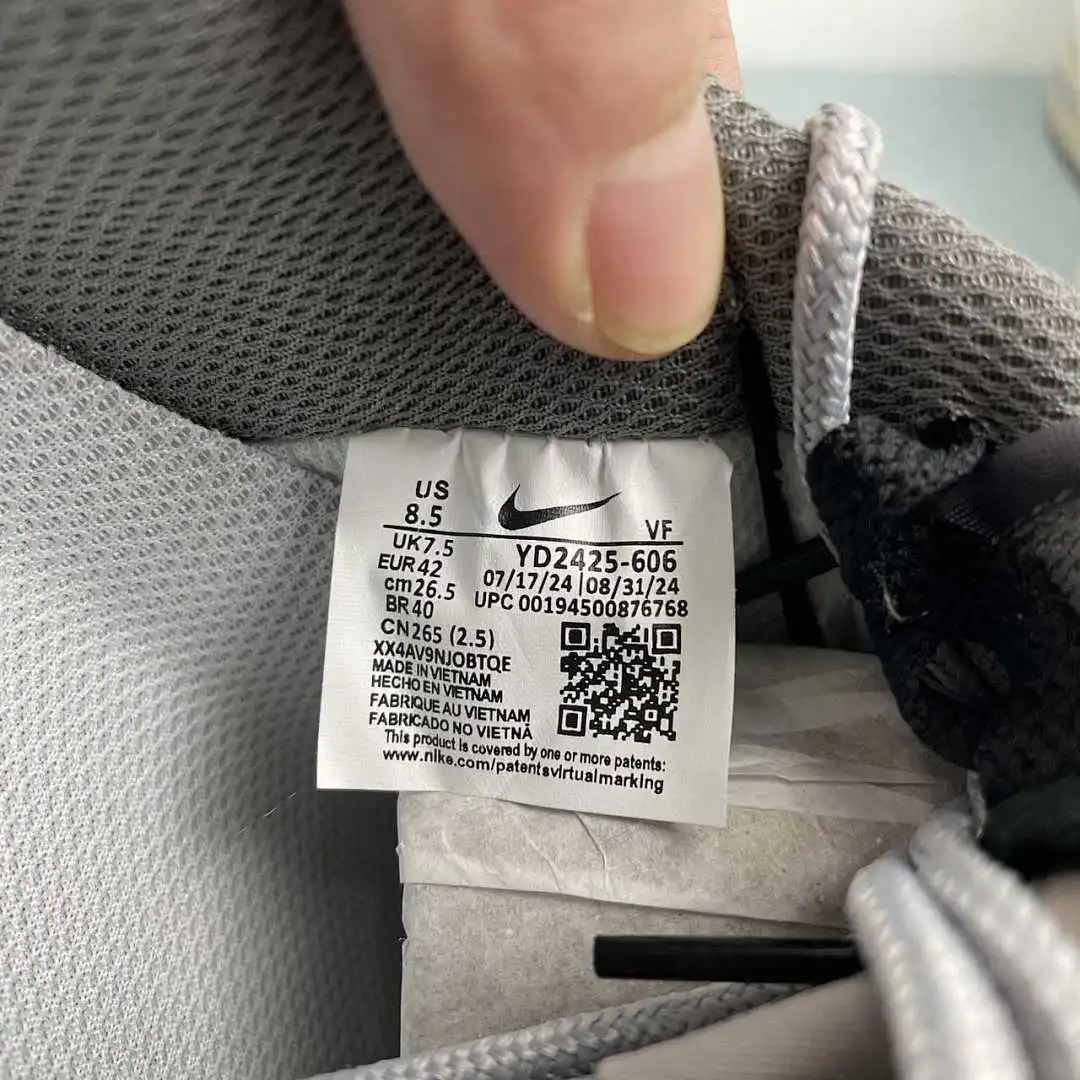 US
8.5
VF
UK7.5
YD2425-606
EUR42
07/17/24 | 08/31/24
cm26.5
UPC 00194500876768
BR40
CN265 (2.5)
XX4AV9NJOBTQE
MADE IN VIETNAM
HECHO EN VIETNAM
FABRIQUE AU VIETNAM
FABRICADO NO VIETNÃ
This product is covered by one or more patents:
www.nike.com/patentsvirtualmarking